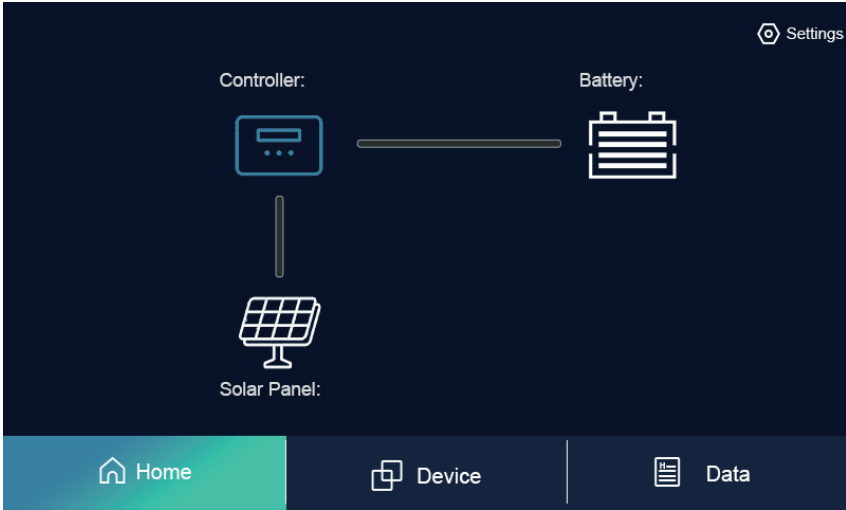 Settings
Controller:
Battery:
Solar Panel:
Home
Device
Data